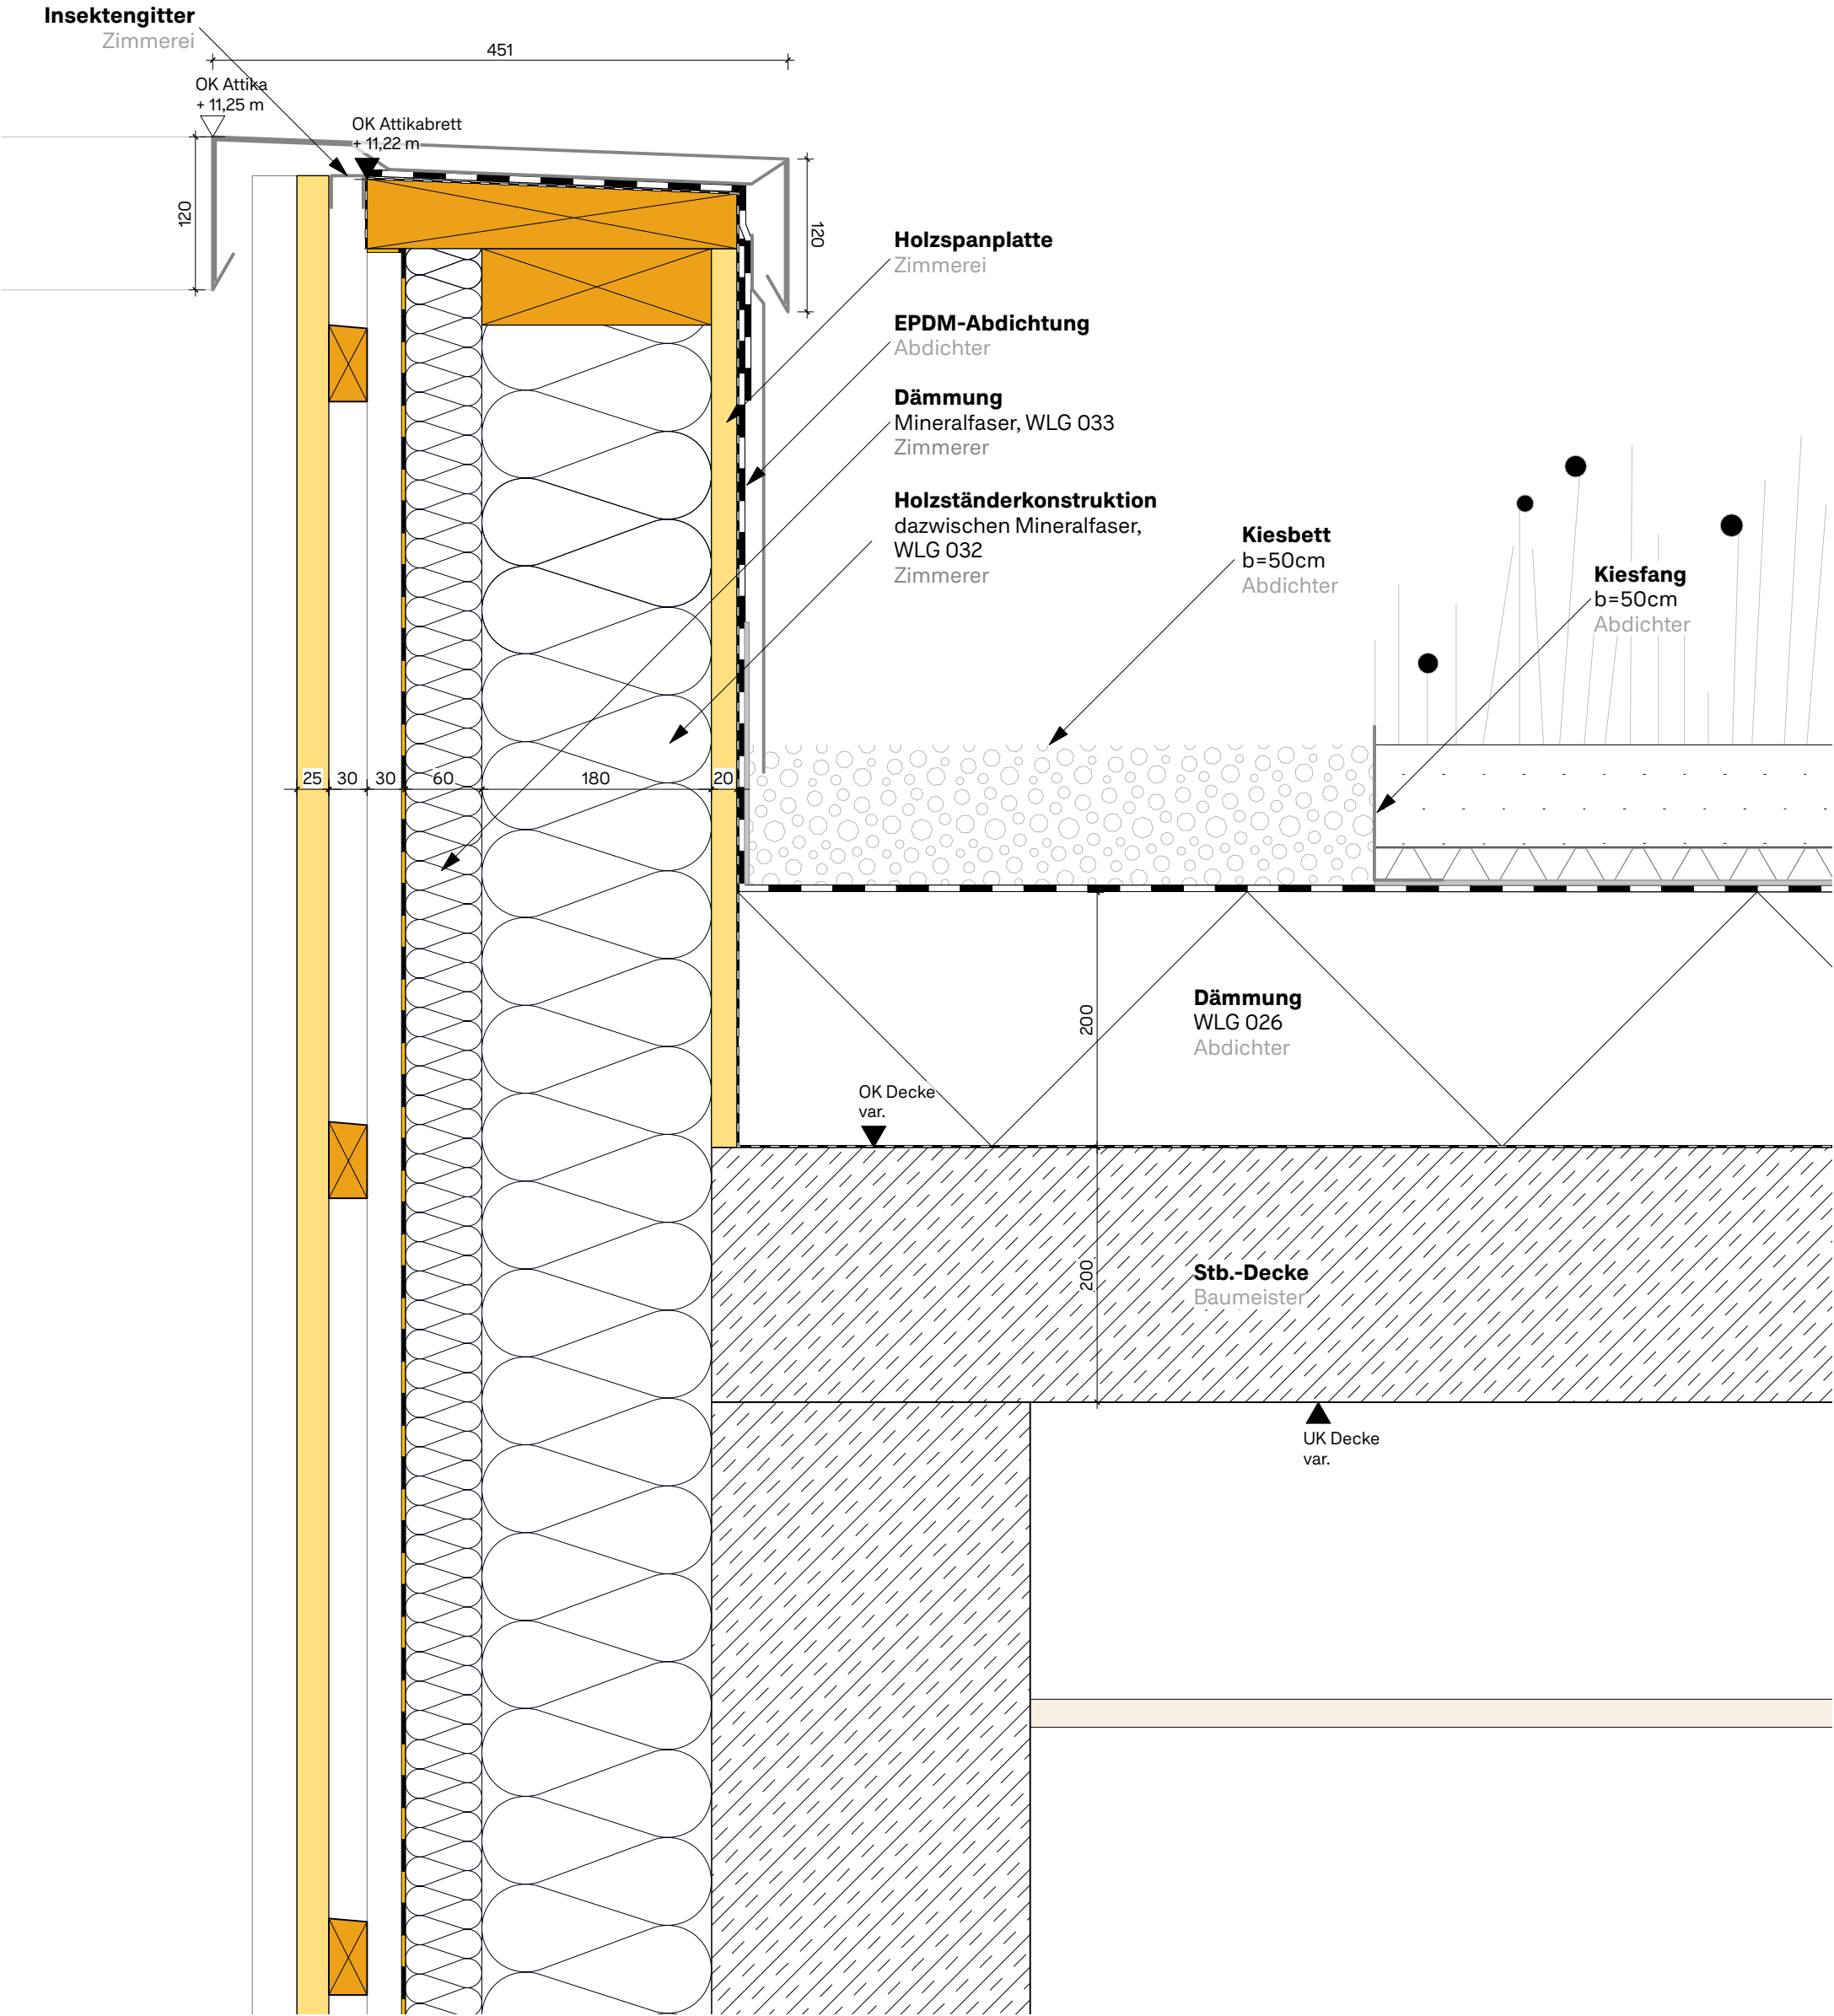 Insektengitter
Zimmerei
451
OK Attika
+ 11,25 m
OK Attikabrett
+ 11,22 m
120
120
Holzspanplatte
Zimmerei
EPDM-Abdichtung
Abdichter
Dämmung
Mineralfaser, WLG 033
Zimmerer
Holzständerkonstruktion
dazwischen Mineralfaser,
WLG 032
Zimmerer
Kiesbett
b=50cm
Abdichter
Kiesfang
b=50cm
Abdichter
25 30 30 60 180 20
200
Dämmung
WLG 026
Abdichter
OK Decke
var.
200
Stb.-Decke
Baumeister
UK Decke
var.